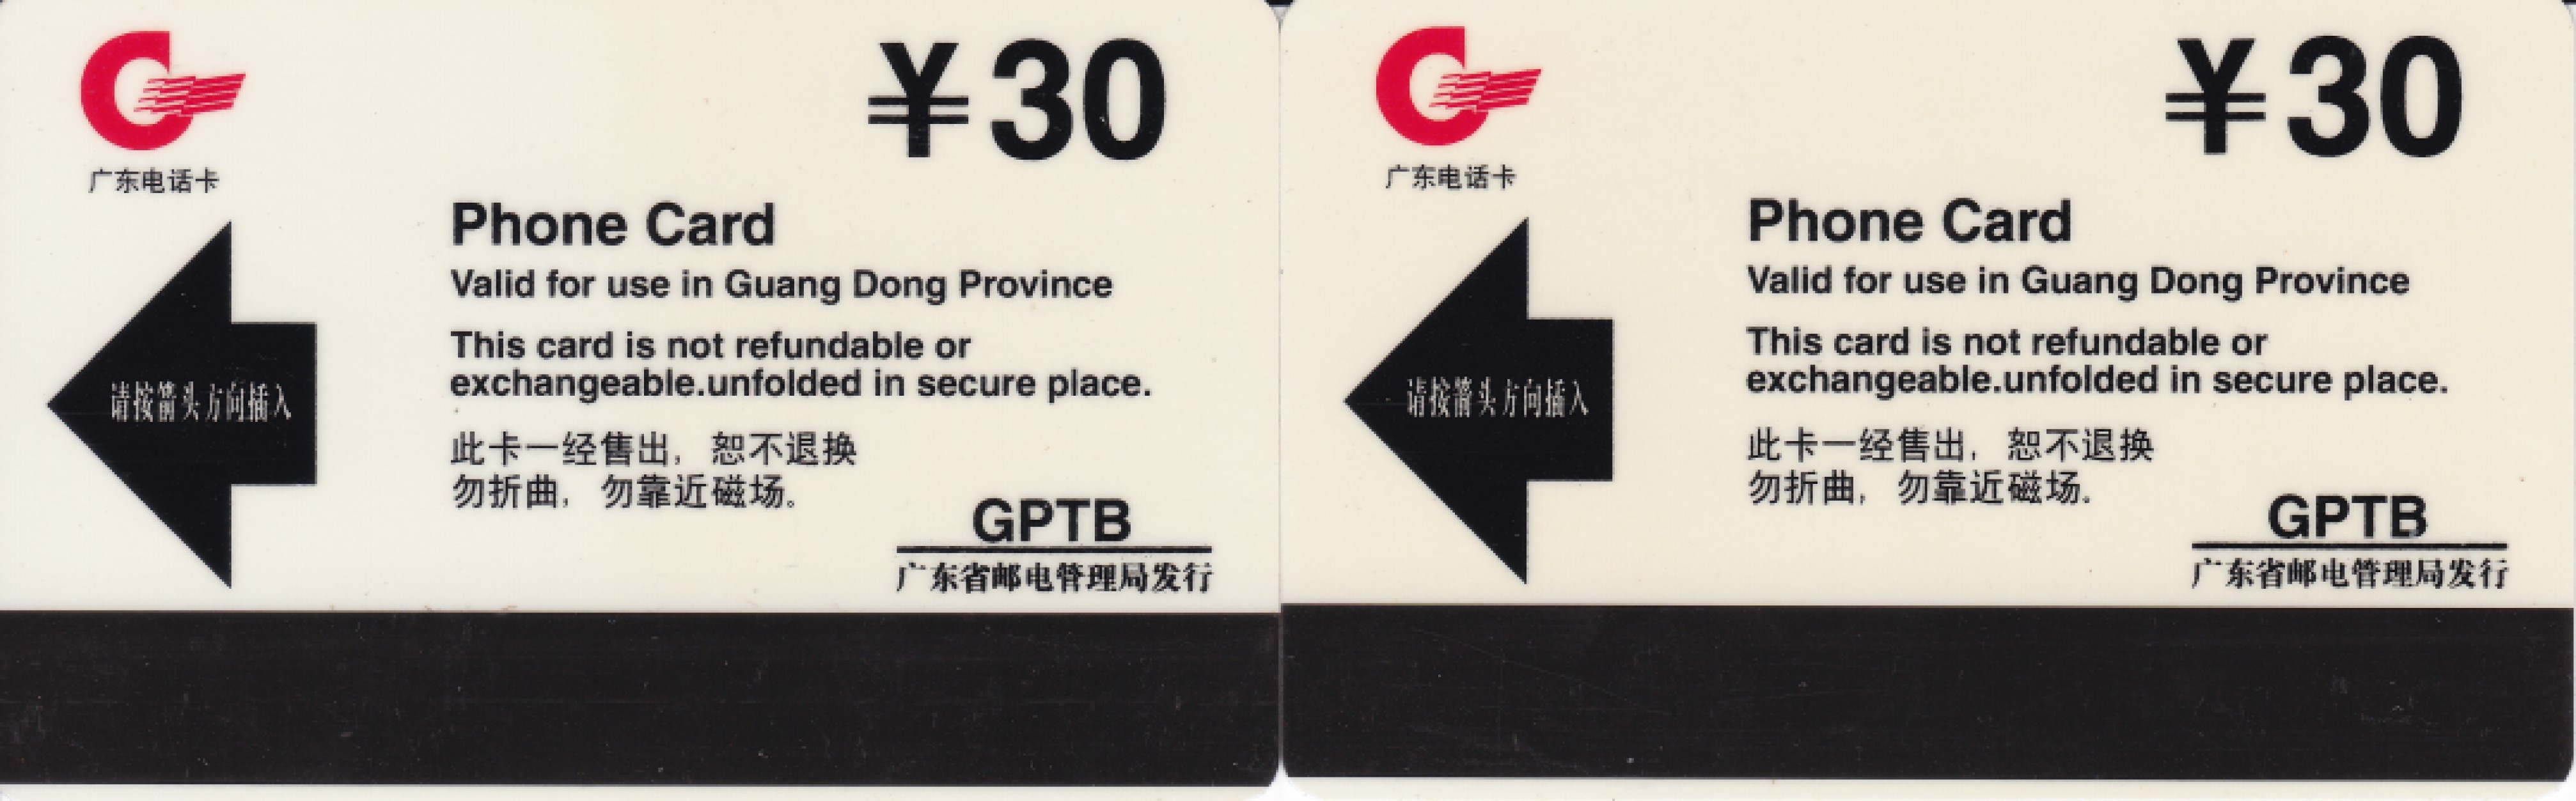 ¥30
广东电话卡
Phone Card
Valid for use in Guang Dong Province
This card is not refundable or
exchangeable.unfolded in secure place.
请按箭头方向插入
此卡一经售出，恕不退换
勿折曲，勿靠近磁场。
GPTB
广东省邮电管理局发行
¥30
广东电话卡
Phone Card
Valid for use in Guang Dong Province
This card is not refundable or
exchangeable.unfolded in secure place.
请按箭头方向插入
此卡一经售出，恕不退换
勿折曲，勿靠近磁场。
GPTB
广东省邮电管理局发行